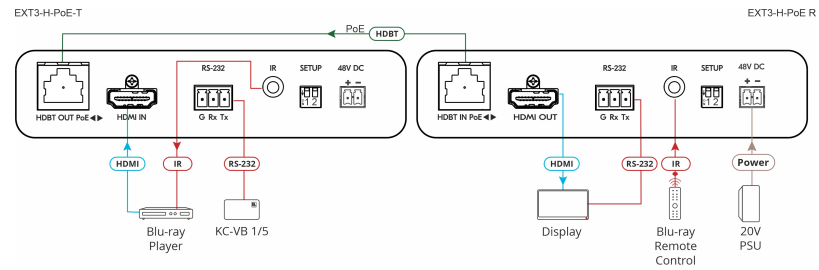 EXT3-H-PoE-T
EXT3-H-PoE R
PoE
HDBT
RS-232
IR
SETUP
48V DC
+ −
1 2
HDBT OUT PoE◄►
HDMI IN
G Rx Tx
RS-232
IR
SETUP
48V DC
+ −
1 2
HDBT IN PoE◄►
HDMI OUT
G Rx Tx
HDMI
IR
RS-232
HDMI
RS-232
IR
Power
Blu-ray
Player
KC-VB 1/5
Display
Blu-ray
Remote
Control
20V
PSU